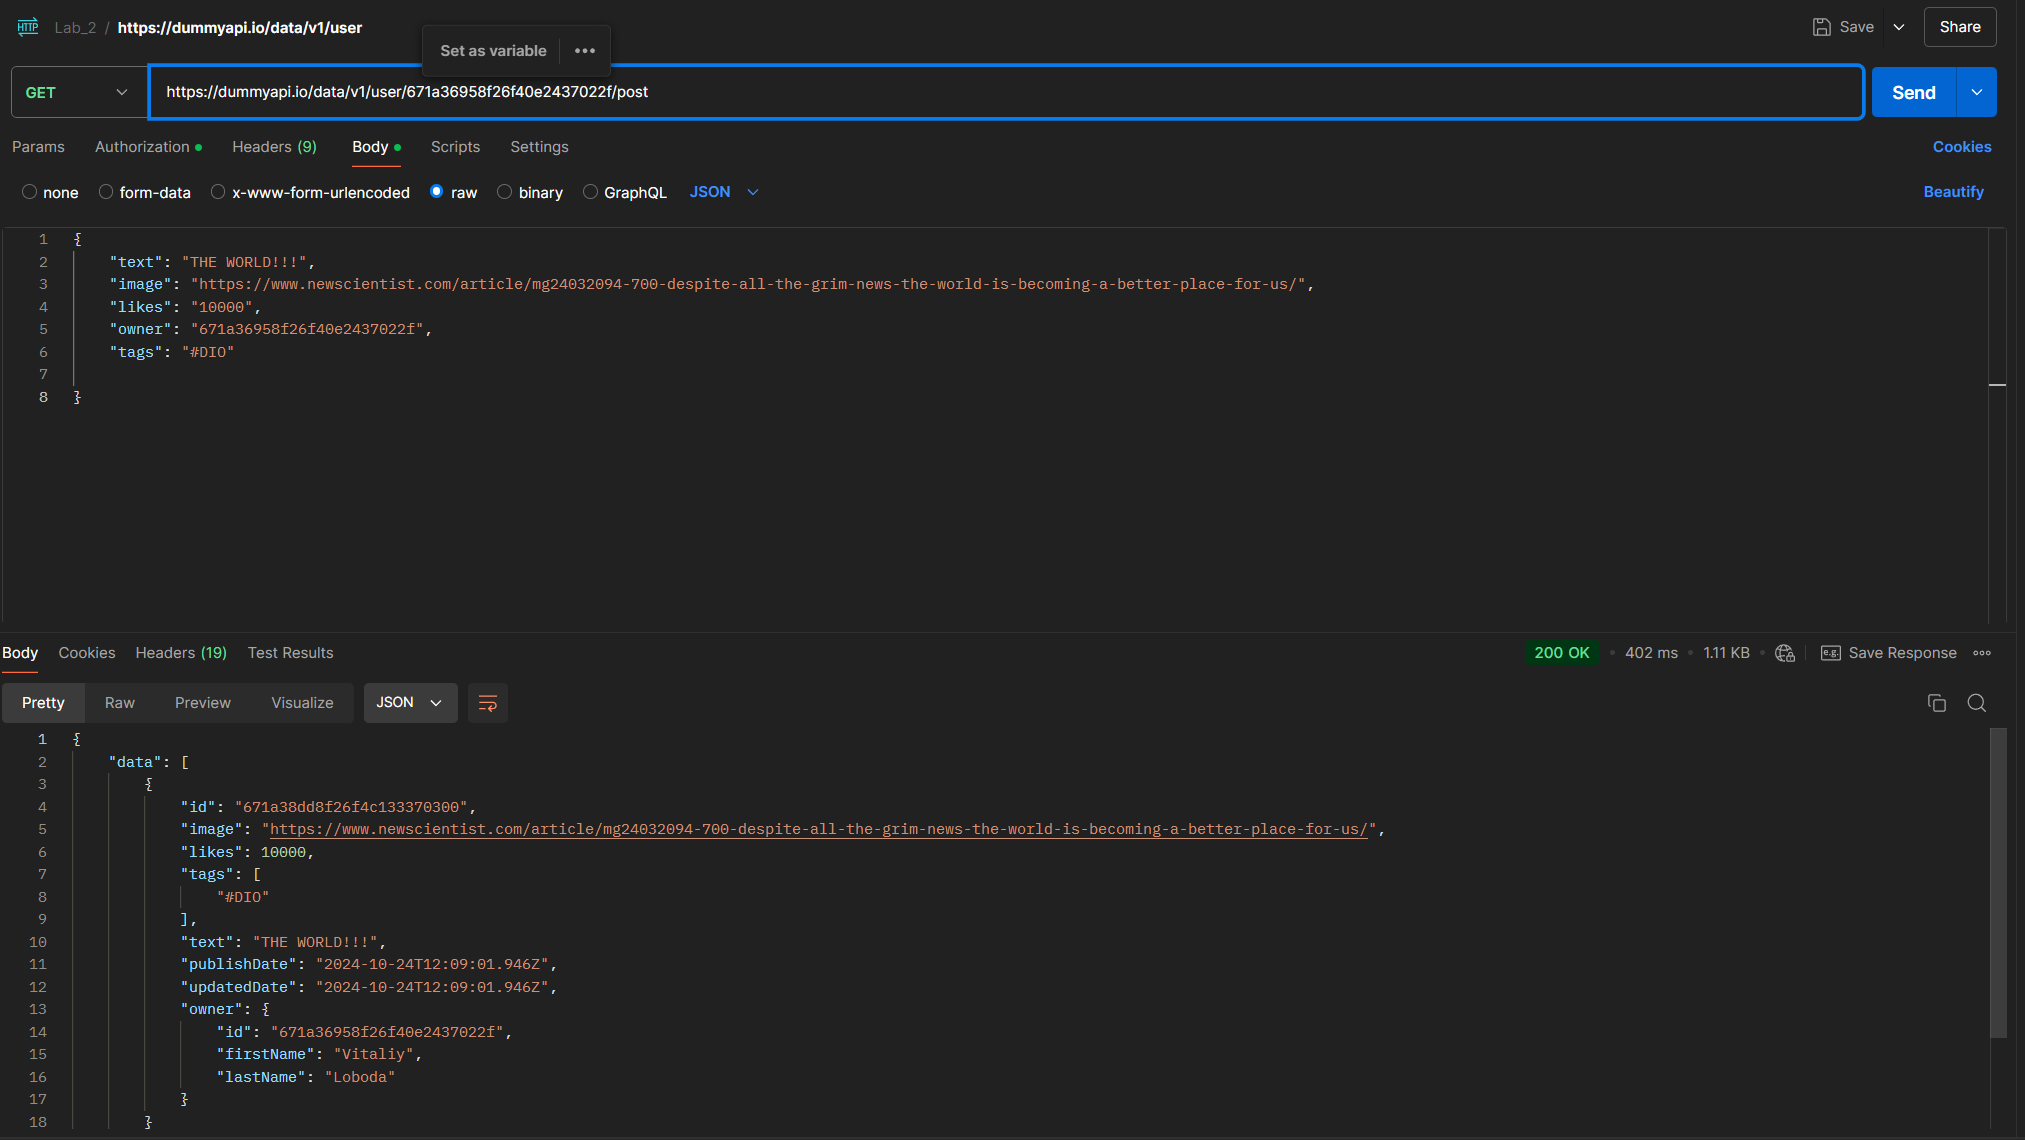 HTTP Lab_2 / https://dummyapi.io/data/v1/user Save Share
Set as variable •••
GET https://dummyapi.io/data/v1/user/671a36958f26f40e2437022f/post Send
Params Authorization Headers (9) Body Scripts Settings Cookies
none form-data x-www-form-urlencoded raw binary GraphQL JSON Beautify
1 {
2 "text": "THE WORLD!!!",
3 "image": "https://www.newscientist.com/article/mg24032094-700-despite-all-the-grim-news-the-world-is-becoming-a-better-place-for-us/",
4 "likes": "10000",
5 "owner": "671a36958f26f40e2437022f",
6 "tags": "#DIO"
7
8 }
Body Cookies Headers (19) Test Results 200 OK • 402 ms • 1.11 KB • e.g. Save Response
Pretty Raw Preview Visualize JSON
1 {
2 "data": [
3 {
4 "id": "671a38dd8f26f4c133370300",
5 "image": "https://www.newscientist.com/article/mg24032094-700-despite-all-the-grim-news-the-world-is-becoming-a-better-place-for-us/",
6 "likes": 10000,
7 "tags": [
8 "#DIO"
9 ],
10 "text": "THE WORLD!!!",
11 "publishDate": "2024-10-24T12:09:01.946Z",
12 "updatedDate": "2024-10-24T12:09:01.946Z",
13 "owner": {
14 "id": "671a36958f26f40e2437022f",
15 "firstName": "Vitaliy",
16 "lastName": "Loboda"
17 }
18 }